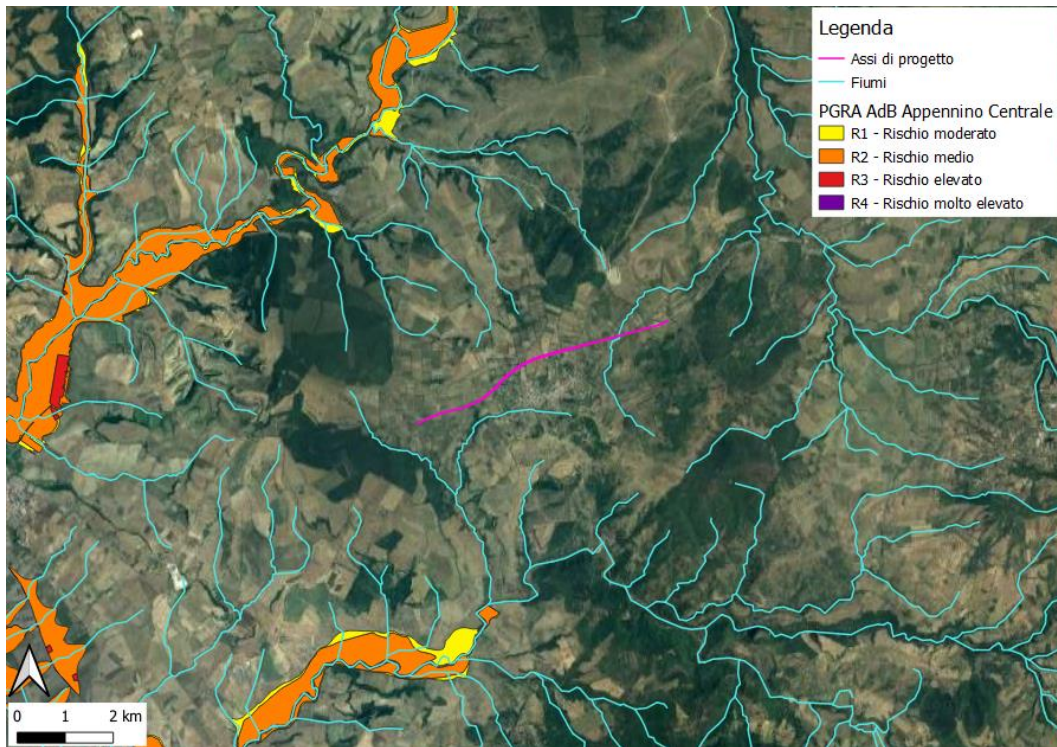 Legenda
Assi di progetto
Fiumi
PGRA AdB Appennino Centrale
R1 - Rischio moderato
R2 - Rischio medio
R3 - Rischio elevato
R4 - Rischio molto elevato
0 1 2 km